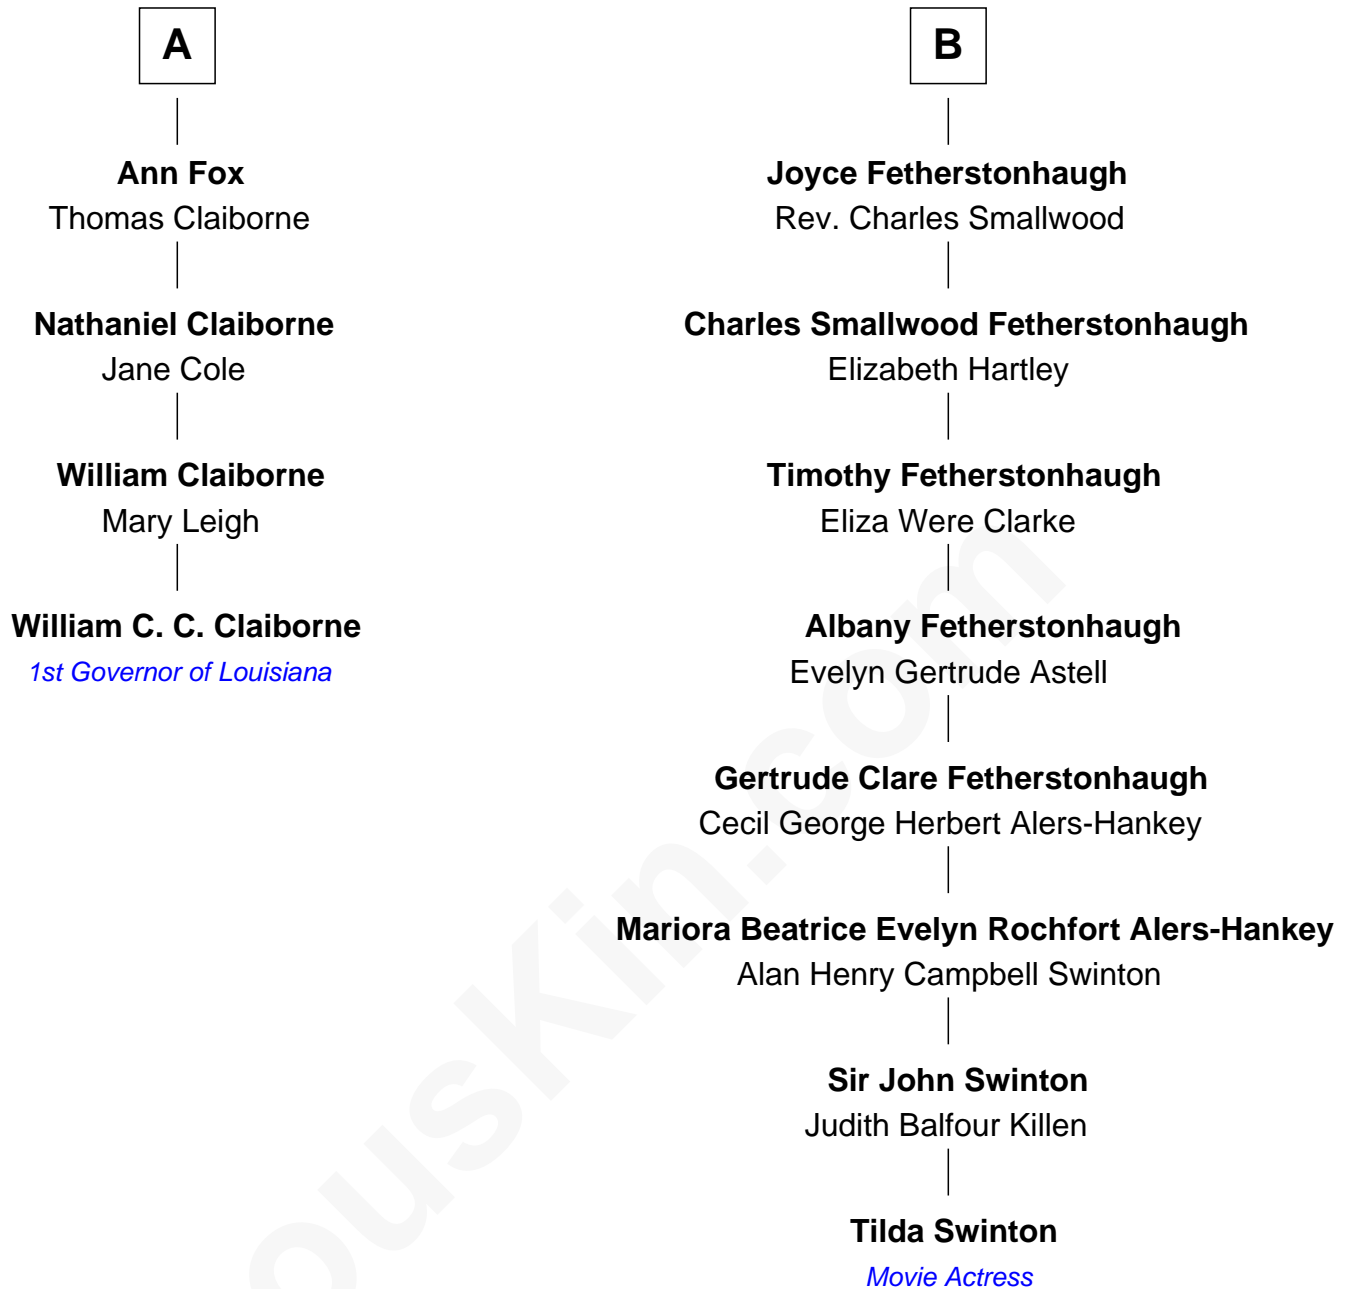 A
Ann Fox
Thomas Claiborne
Nathaniel Claiborne
Jane Cole
William Claiborne
Mary Leigh
William C. C. Claiborne
1st Governor of Louisiana
B
Joyce Fetherstonhaugh
Rev. Charles Smallwood
Charles Smallwood Fetherstonhaugh
Elizabeth Hartley
Timothy Fetherstonhaugh
Eliza Were Clarke
Albany Fetherstonhaugh
Evelyn Gertrude Astell
Gertrude Clare Fetherstonhaugh
Cecil George Herbert Alers-Hankey
Mariora Beatrice Evelyn Rochfort Alers-Hankey
Alan Henry Campbell Swinton
Sir John Swinton
Judith Balfour Killen
Tilda Swinton
Movie Actress
ousKin.com